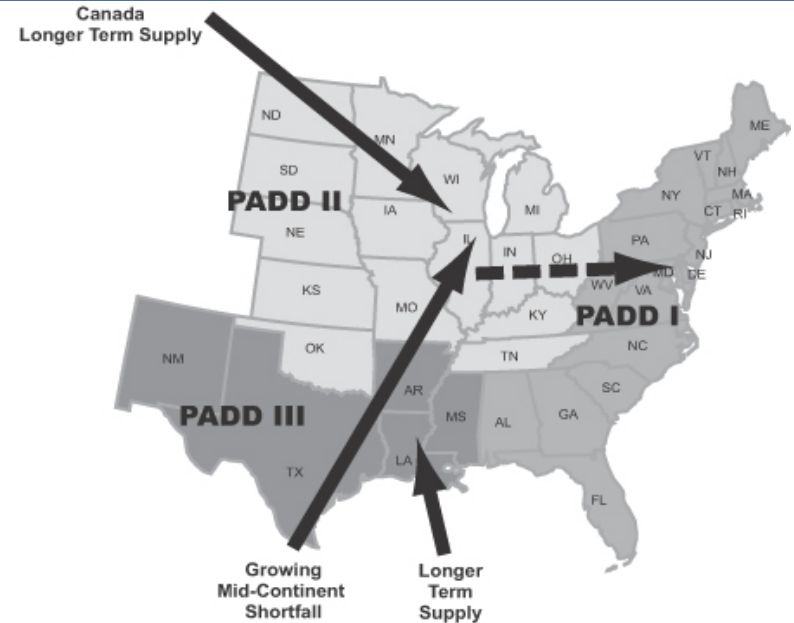 Canada
Longer Term Supply
ND
MN
ME
VT
NH
SD
WI
NY
MA
PADD II
IA
MI
CT
RI
NE
IL
IN
OH
PA
NJ
MD
DE
KS
MO
WV
VA
KY
PADD I
OK
TN
NC
NM
AR
SC
PADD III
MS
AL
GA
LA
TX
FL
Growing
Mid-Continent
Shortfall
Longer
Term
Supply